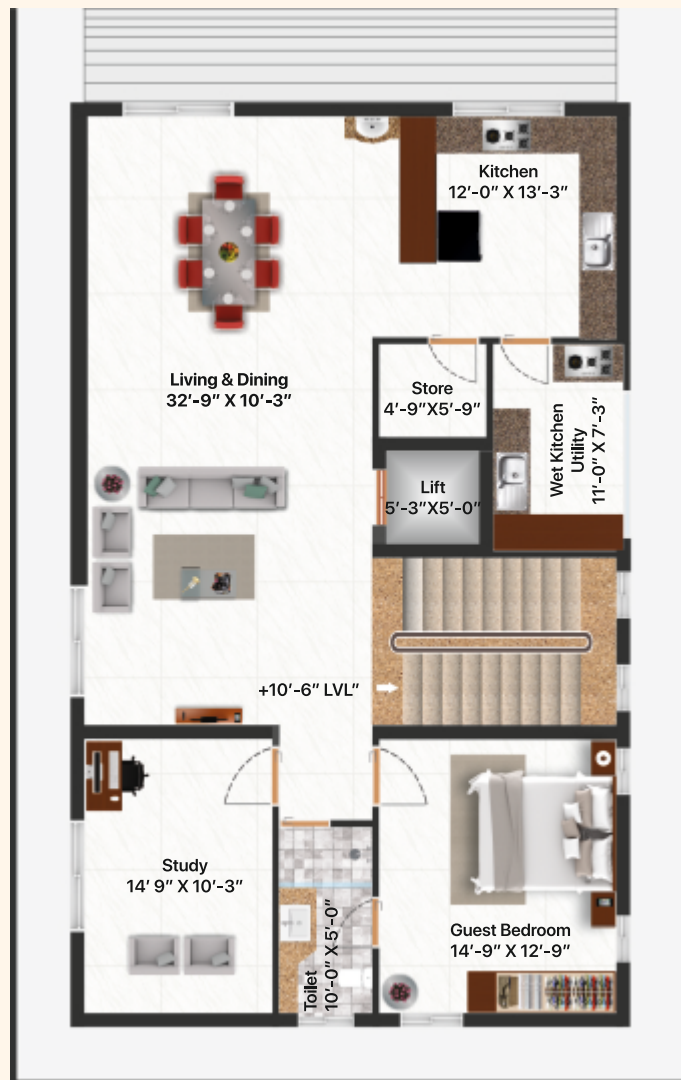 Kitchen
12′-0″ X 13′-3″
Living & Dining
32′-9″ X 10′-3″
Store
4′-9″X5′-9″
Wet Kitchen
Utility
11′-0″ X 7′-3″
Lift
5′-3″X5′-0″
+10′-6″ LVL″
Study
14′ 9″ X 10′-3″
Toilet
10′-0″ X 5′-0″
Guest Bedroom
14′-9″ X 12′-9″